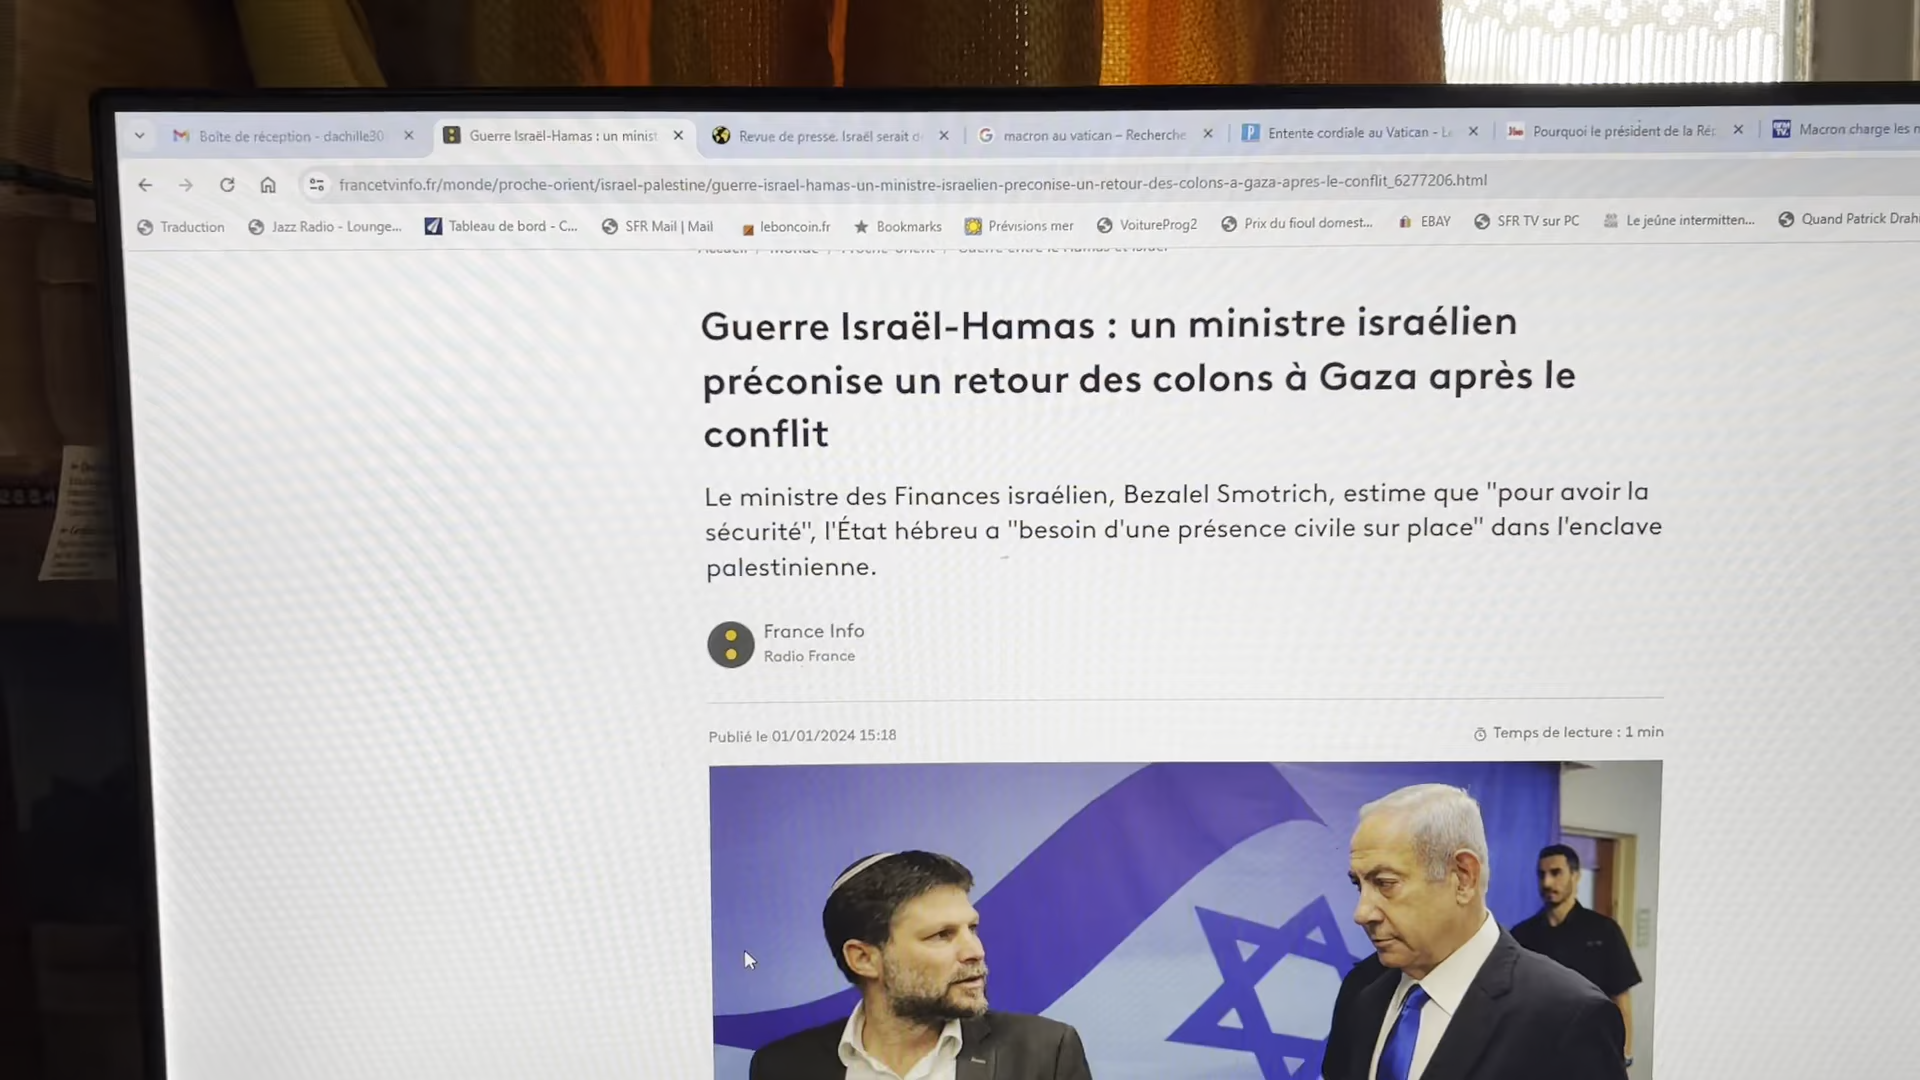 Boîte de réception - dachille30
Guerre Israël-Hamas : un minist
Revue de presse. Israël serait d
macron au vatican – Recherche
Entente cordiale au Vatican - L
Pourquoi le président de la Rép
Macron charge les
francetvinfo.fr/monde/proche-orient/israel-palestine/guerre-israel-hamas-un-ministre-israelien-preconise-un-retour-des-colons-a-gaza-apres-le-conflit_6277206.html
Traduction
Jazz Radio - Lounge...
Tableau de bord - C...
SFR Mail | Mail
leboncoin.fr
Bookmarks
Prévisions mer
VoitureProg2
Prix du fioul domest...
EBAY
SFR TV sur PC
Le jeûne intermitten...
Quand Patrick Drahi
Guerre Israël-Hamas : un ministre israélien
préconise un retour des colons à Gaza après le
conflit
Le ministre des Finances israélien, Bezalel Smotrich, estime que "pour avoir la
sécurité", l'État hébreu a "besoin d'une présence civile sur place" dans l'enclave
palestinienne.
France Info
Radio France
Publié le 01/01/2024 15:18
Temps de lecture : 1 min